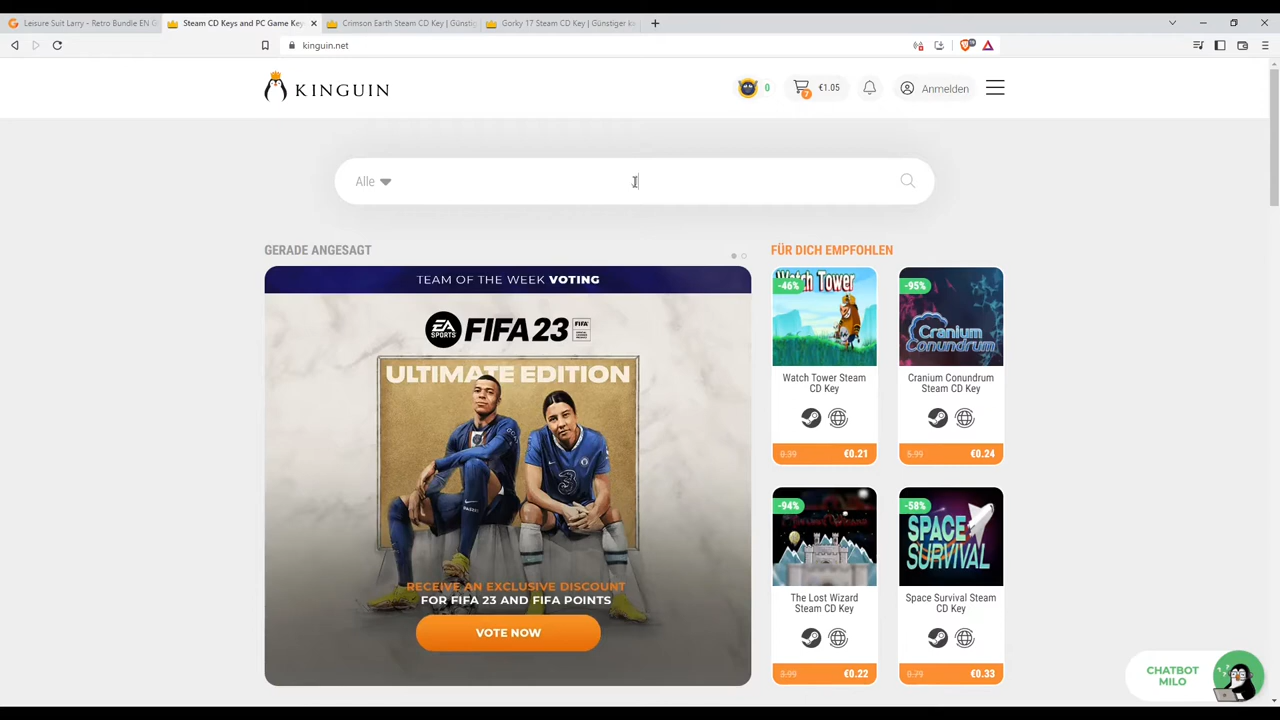 Leisure Suit Larry - Retro Bundle EN G
Steam CD Keys and PC Game Key
Crimson Earth Steam CD Key | Günstig
Gorky 17 Steam CD Key | Günstiger k
kinguin.net
KINGUIN
0
€1.05
Anmelden
Alle
GERADE ANGESAGT
FÜR DICH EMPFOHLEN
TEAM OF THE WEEK VOTING
EA SPORTS
FIFA 23
FIFA
ULTIMATE EDITION
RECEIVE AN EXCLUSIVE DISCOUNT
FOR FIFA 23 AND FIFA POINTS
VOTE NOW
Watch Tower
-46%
Watch Tower Steam
CD Key
0.39 €0.21
-95%
Cranium
Conundrum
Cranium Conundrum
Steam CD Key
5.99 €0.24
-94%
The Lost Wizard
Steam CD Key
3.99 €0.22
-58%
SPACE
SURVIVAL
Space Survival Steam
CD Key
0.79 €0.33
CHATBOT
MILO